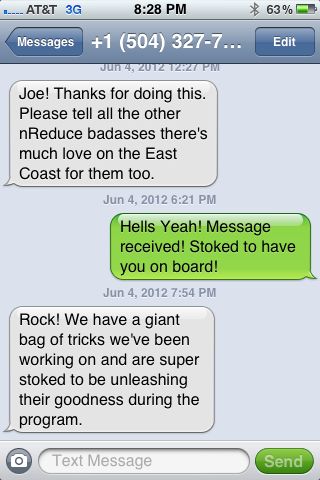 AT&T 3G 8:28 PM 63%
Messages +1 (504) 327-7... Edit
Jun 4, 2012 12:27 PM
Joe! Thanks for doing this.
Please tell all the other
nReduce badasses there's
much love on the East
Coast for them too.
Jun 4, 2012 6:21 PM
Hells Yeah! Message
received! Stoked to have
you on board!
Jun 4, 2012 7:54 PM
Rock! We have a giant
bag of tricks we've been
working on and are super
stoked to be unleashing
their goodness during the
program.
Text Message Send